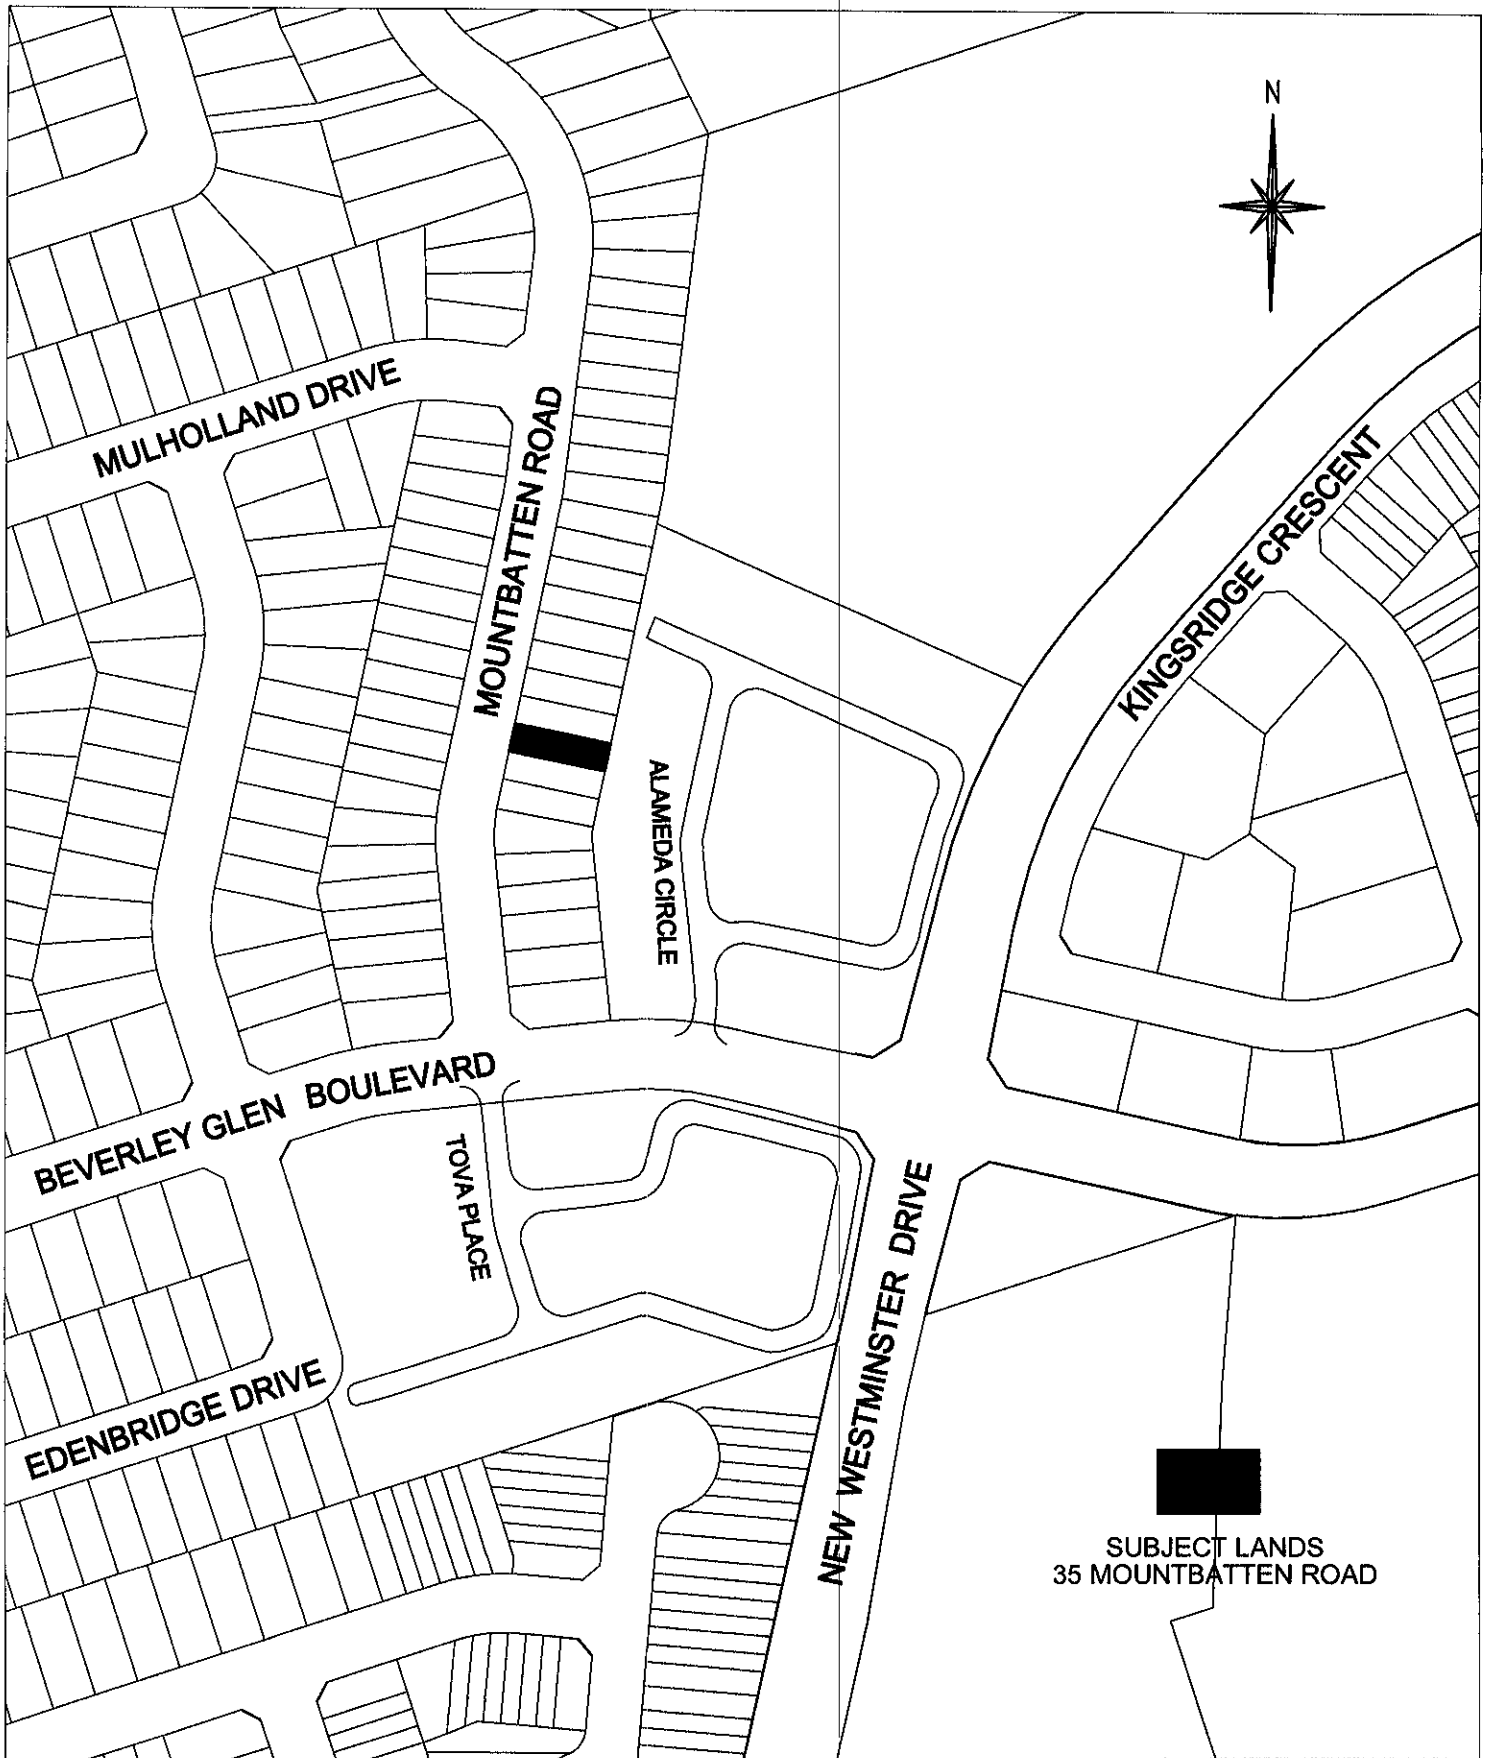 N
MULHOLLAND DRIVE
MOUNTBATTEN ROAD
KINGSRIDGE CRESCENT
ALAMEDA CIRCLE
BEVERLEY GLEN BOULEVARD
TOVA PLACE
NEW WESTMINSTER DRIVE
EDENBRIDGE DRIVE
SUBJECT LANDS
35 MOUNTBATTEN ROAD